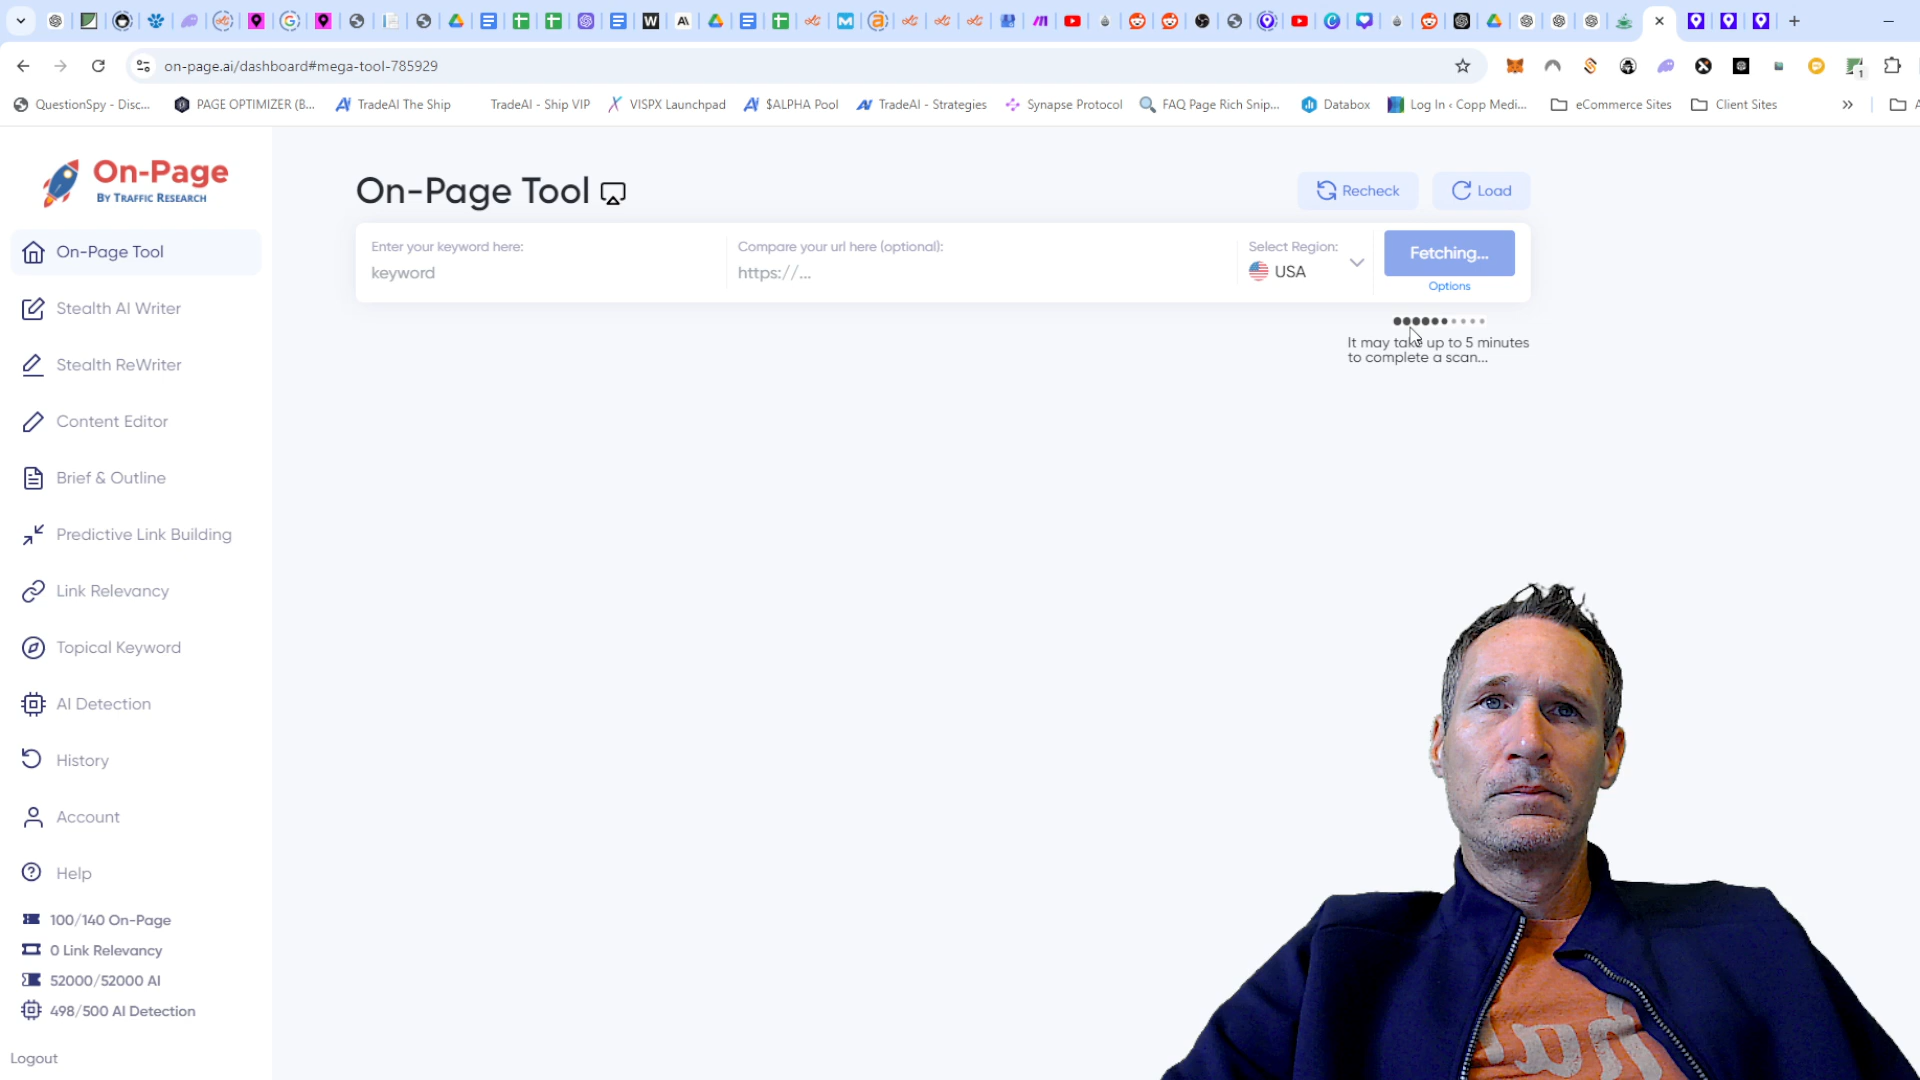 on-page.ai/dashboard#mega-tool-785929
QuestionSpy - Disc...
PAGE OPTIMIZER (B...
TradeAI The Ship
TradeAI - Ship VIP
VISPX Launchpad
$ALPHA Pool
TradeAI - Strategies
Synapse Protocol
FAQ Page Rich Snip...
Databox
Log In ‹ Copp Medi...
eCommerce Sites
Client Sites
On-Page
BY TRAFFIC RESEARCH
On-Page Tool
Stealth AI Writer
Stealth ReWriter
Content Editor
Brief & Outline
Predictive Link Building
Link Relevancy
Topical Keyword
AI Detection
History
Account
Help
100/140 On-Page
0 Link Relevancy
52000/52000 AI
498/500 AI Detection
Logout
On-Page Tool
Recheck
Load
Enter your keyword here:
keyword
Compare your url here (optional):
https://...
Select Region:
USA
Fetching...
Options
It may take up to 5 minutes
to complete a scan...